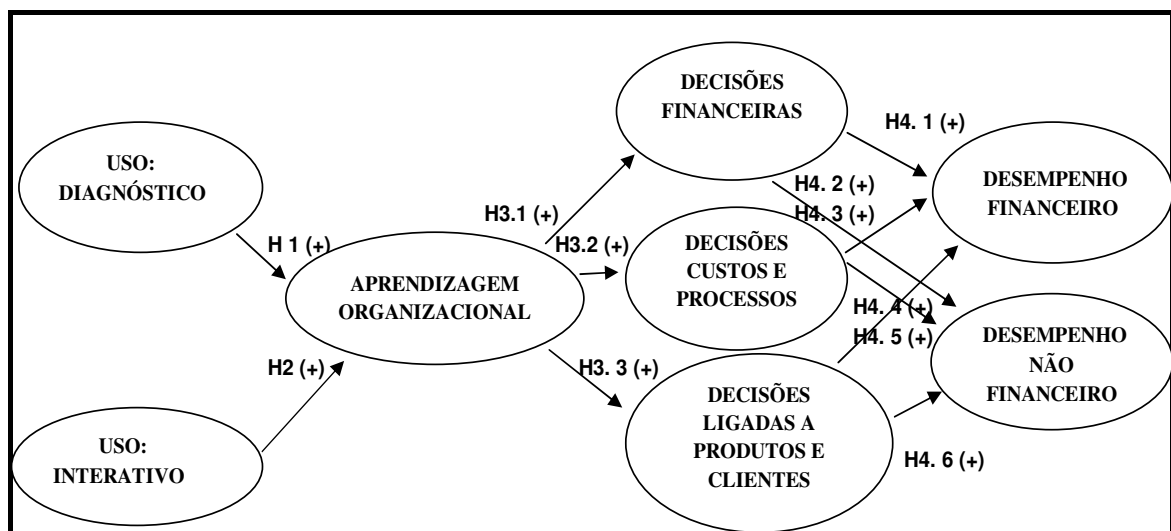 USO:
DIAGNÓSTICO
H 1 (+)
USO:
INTERATIVO
H2 (+)
APRENDIZAGEM
ORGANIZACIONAL
H3.1 (+)
H3.2 (+)
H3. 3 (+)
DECISÕES
FINANCEIRAS
DECISÕES
CUSTOS E
PROCESSOS
DECISÕES
LIGADAS A
PRODUTOS E
CLIENTES
H4. 1 (+)
H4. 2 (+)
H4. 3 (+)
H4. 4 (+)
H4. 5 (+)
H4. 6 (+)
DESEMPENHO
FINANCEIRO
DESEMPENHO
NÃO
FINANCEIRO